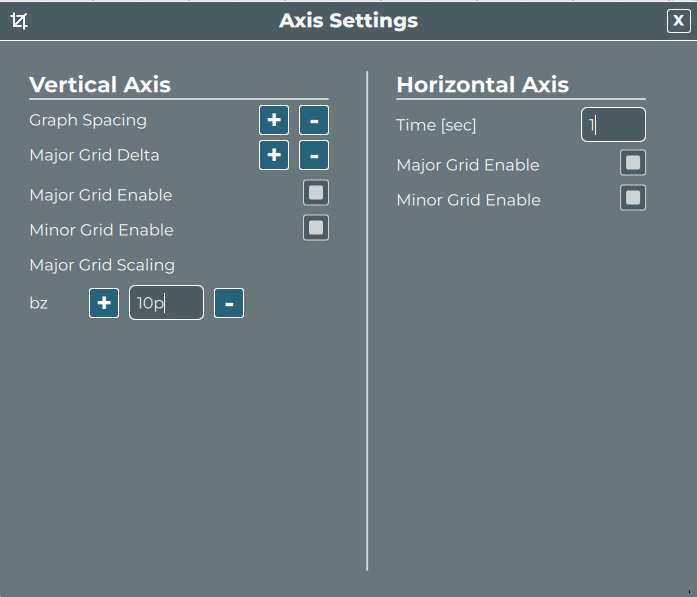 Axis Settings
X
Vertical Axis
Graph Spacing
+
-
Major Grid Delta
+
-
Major Grid Enable
Minor Grid Enable
Major Grid Scaling
bz
+
10p
-
Horizontal Axis
Time [sec]
1
Major Grid Enable
Minor Grid Enable